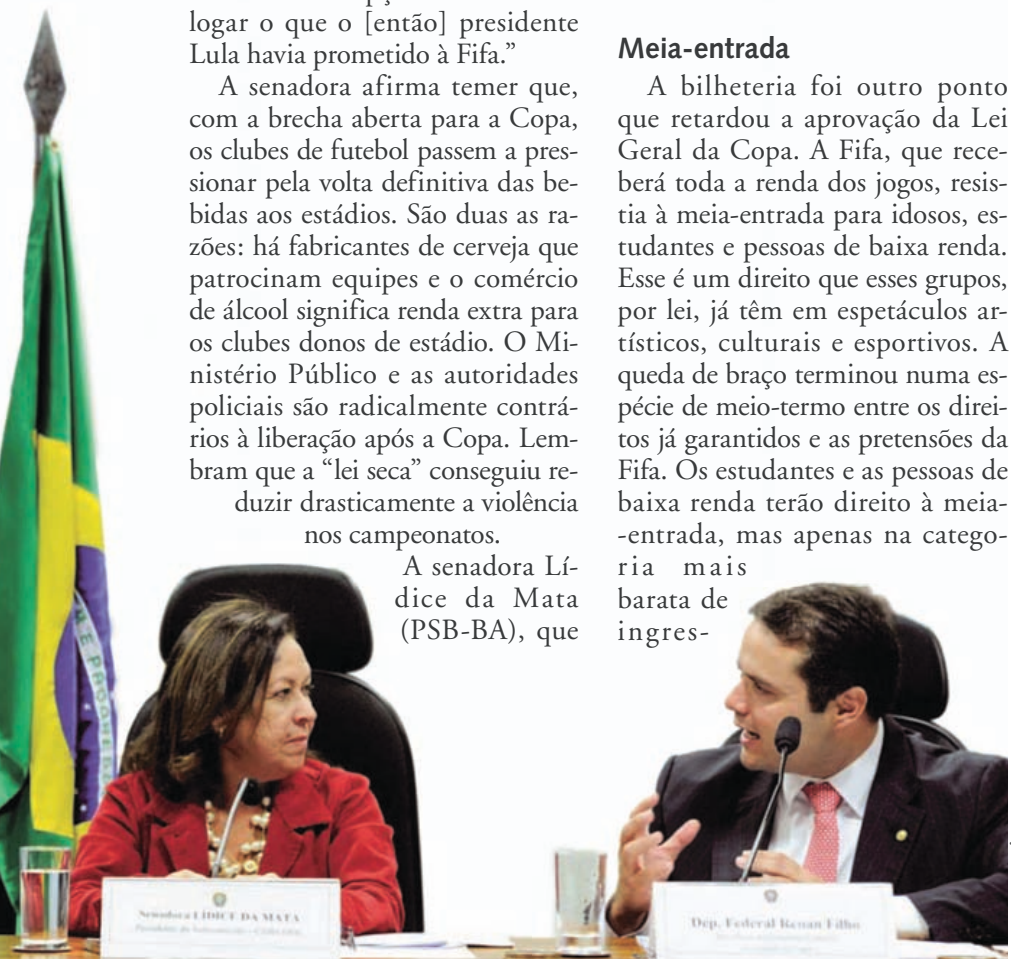 logar o que o [então] presidente
Lula havia prometido à Fifa.”
A senadora afirma temer que,
com a brecha aberta para a Copa,
os clubes de futebol passem a pres-
sionar pela volta definitiva das be-
bidas aos estádios. São duas as ra-
zões: há fabricantes de cerveja que
patrocinam equipes e o comércio
de álcool significa renda extra para
os clubes donos de estádio. O Mi-
nistério Público e as autoridades
policiais são radicalmente contrá-
rios à liberação após a Copa. Lem-
bram que a “lei seca” conseguiu re-
duzir drasticamente a violência
nos campeonatos.
A senadora Lí-
dice da Mata
(PSB-BA), que
Meia-entrada
A bilheteria foi outro ponto
que retardou a aprovação da Lei
Geral da Copa. A Fifa, que rece-
berá toda a renda dos jogos, resis-
tia à meia-entrada para idosos, es-
tudantes e pessoas de baixa renda.
Esse é um direito que esses grupos,
por lei, já têm em espetáculos ar-
tísticos, culturais e esportivos. A
queda de braço terminou numa es-
pécie de meio-termo entre os direi-
tos já garantidos e as pretensões da
Fifa. Os estudantes e as pessoas de
baixa renda terão direito à meia-
-entrada, mas apenas na catego-
ria mais
barata de
ingres-
Senadora LÍDICE DA MATA
Dep. Federal Renan Filho